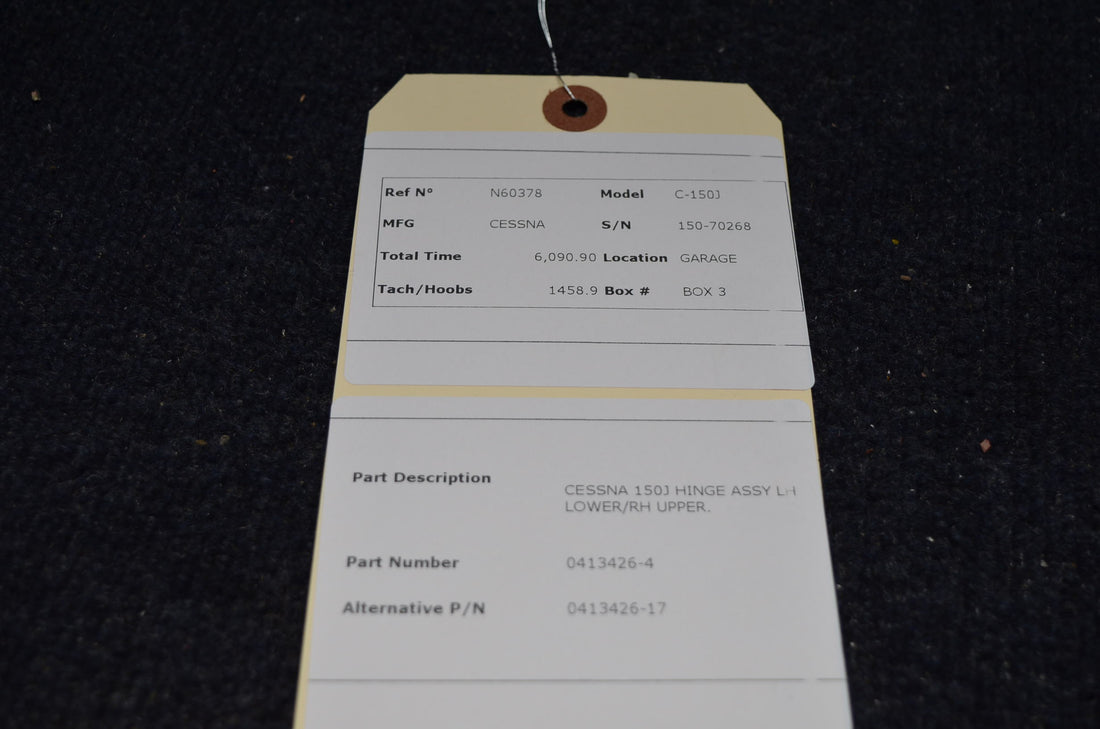 Ref N° N60378 Model C-150J
MFG CESSNA S/N 150-70268
Total Time 6,090.90 Location GARAGE
Tach/Hoobs 1458.9 Box # BOX 3
Part Description
CESSNA 150J HINGE ASSY LH
LOWER/RH UPPER.
Part Number 0413426-4
Alternative P/N 0413426-17